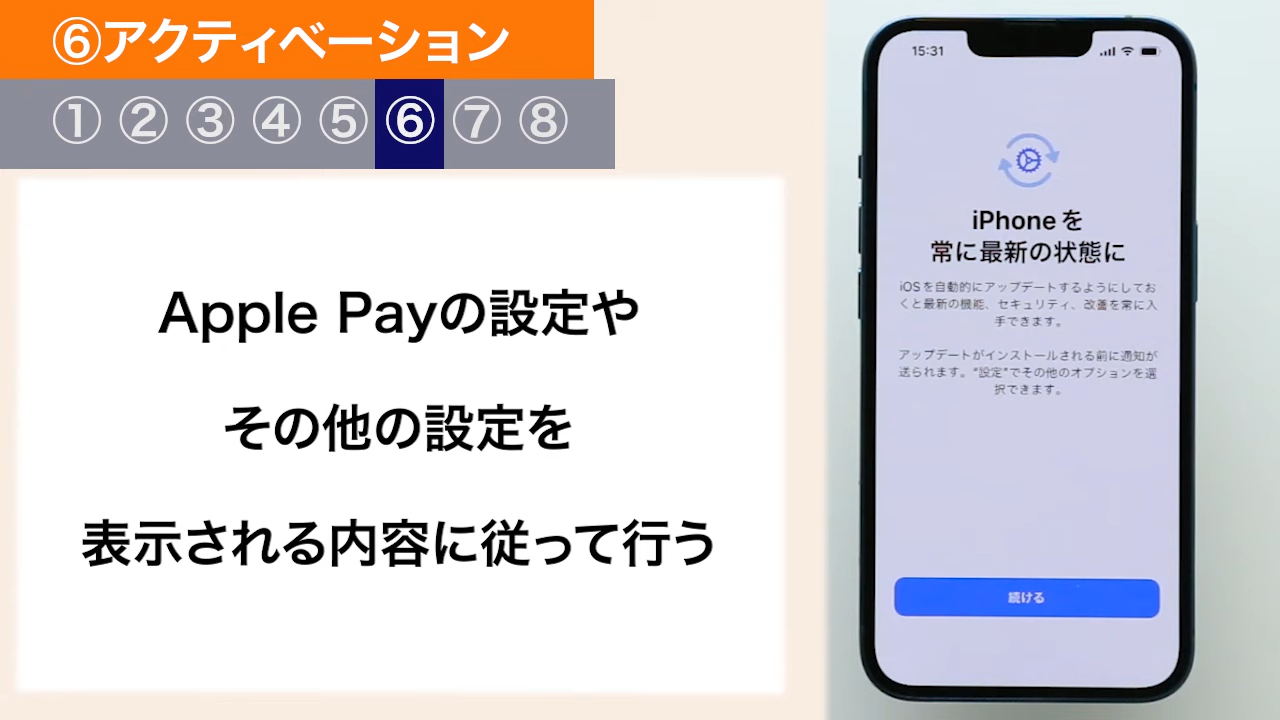 ⑥アクティベーション
① ② ③ ④ ⑤ ⑥ ⑦ ⑧
Apple Payの設定や
その他の設定を
表示される内容に従って行う
15:31
iPhoneを
常に最新の状態に
iOSを自動的にアップデートするようにしてお
くと最新の機能、セキュリティ、改善を常に入
手できます。
アップデートがインストールされる前に通知が
送られます。“設定”でその他のオプションを選
択できます。
続ける